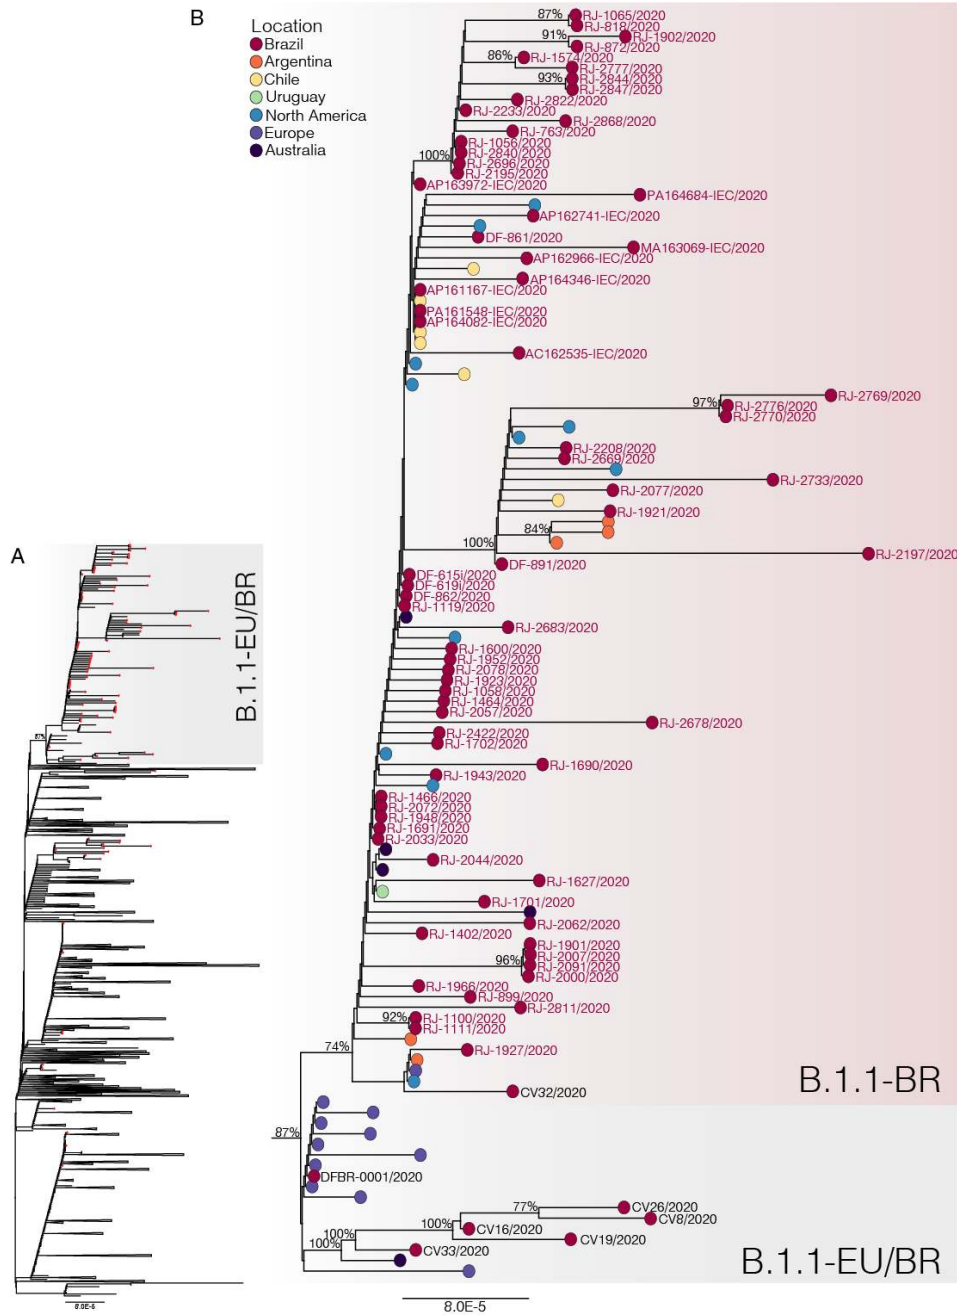 B
Location
Brazil
Argentina
Chile
Uruguay
North America
Europe
Australia
87%
RJ-1065/2020
RJ-818/2020
91%
RJ-1902/2020
RJ-872/2020
86%
RJ-1574/2020
RJ-2777/2020
93%
RJ-2844/2020
RJ-2847/2020
RJ-2822/2020
RJ-2233/2020
RJ-2868/2020
RJ-763/2020
RJ-1056/2020
RJ-2840/2020
100%
RJ-2696/2020
RJ-2195/2020
AP163972-IEC/2020
PA164684-IEC/2020
AP162741-IEC/2020
DF-861/2020
MA163069-IEC/2020
AP162966-IEC/2020
AP164346-IEC/2020
AP161167-IEC/2020
PA161548-IEC/2020
AP164082-IEC/2020
AC162535-IEC/2020
RJ-2769/2020
97%
RJ-2776/2020
RJ-2770/2020
RJ-2208/2020
RJ-2669/2020
RJ-2733/2020
RJ-2077/2020
RJ-1921/2020
84%
100%
RJ-2197/2020
DF-891/2020
DF-615i/2020
DF-619i/2020
DF-862/2020
RJ-1119/2020
RJ-2683/2020
RJ-1600/2020
RJ-1952/2020
RJ-2078/2020
RJ-1923/2020
RJ-1058/2020
RJ-1464/2020
RJ-2057/2020
RJ-2678/2020
RJ-2422/2020
RJ-1702/2020
RJ-1690/2020
RJ-1943/2020
RJ-1466/2020
RJ-2072/2020
RJ-1948/2020
RJ-1691/2020
RJ-2033/2020
RJ-2044/2020
RJ-1627/2020
RJ-1701/2020
RJ-2062/2020
RJ-1402/2020
RJ-1901/2020
RJ-2007/2020
96%
RJ-2091/2020
RJ-2000/2020
RJ-1966/2020
RJ-899/2020
RJ-2811/2020
92%
RJ-1100/2020
RJ-1111/2020
74%
RJ-1927/2020
CV32/2020
B.1.1-BR
87%
DFBR-0001/2020
77%
CV26/2020
CV8/2020
100%
CV16/2020
CV19/2020
100%
100%
CV33/2020
B.1.1-EU/BR
8.0E-5
A
B.1.1-EU/BR
87%
8.0E-5